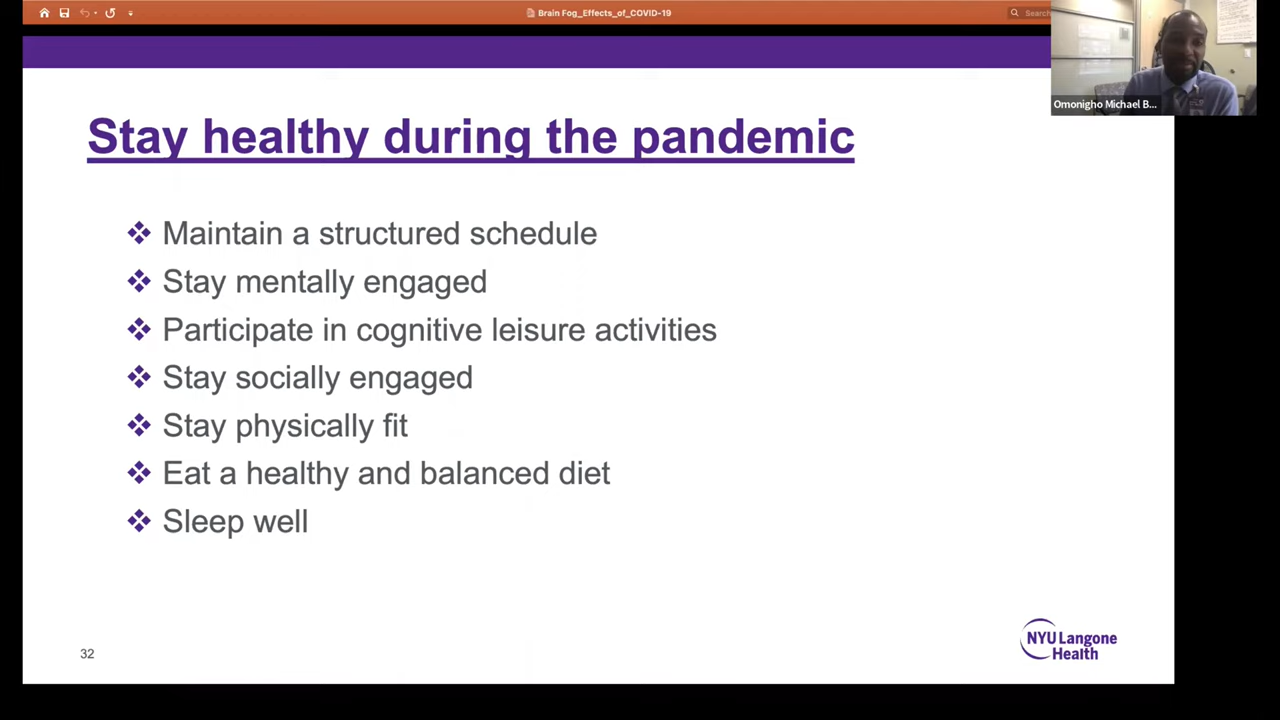 Brain Fog_Effects_of_COVID-19
Search
Omonigho Michael B...
Stay healthy during the pandemic
❖ Maintain a structured schedule
❖ Stay mentally engaged
❖ Participate in cognitive leisure activities
❖ Stay socially engaged
❖ Stay physically fit
❖ Eat a healthy and balanced diet
❖ Sleep well
32
NYU Langone
Health